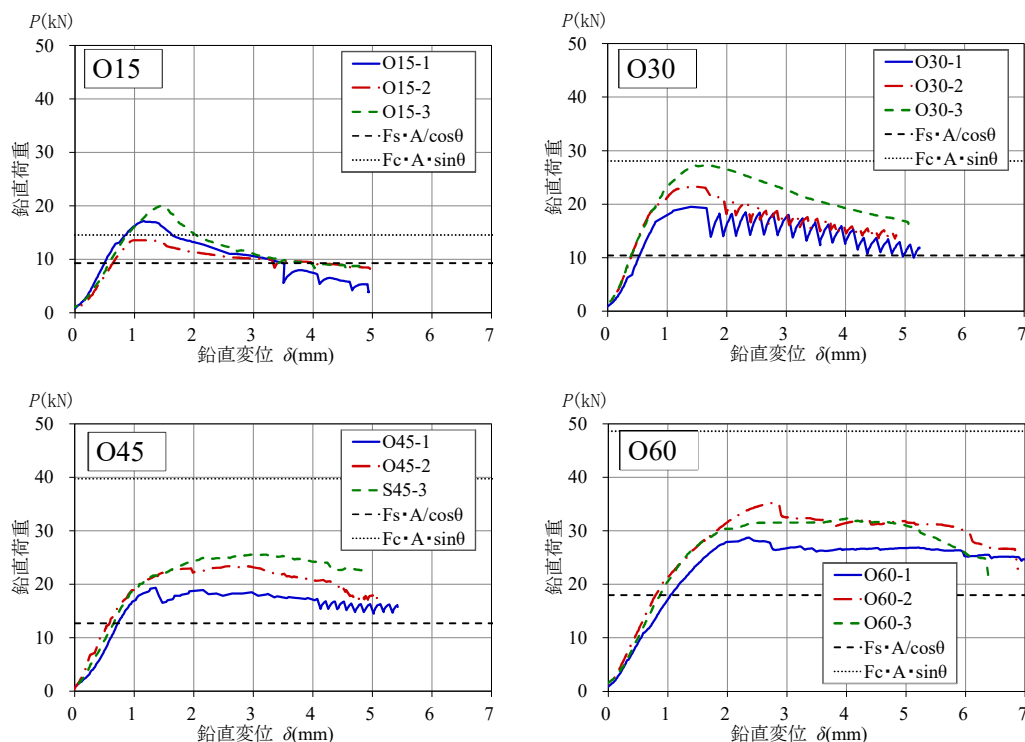 P(kN)
50
40
30
20
10
0
鉛直荷重
O15
O15-1
O15-2
O15-3
Fs・A/cosθ
Fc・A・sinθ
0 1 2 3 4 5 6 7
鉛直変位 δ(mm)
P(kN)
50
40
30
20
10
0
鉛直荷重
O30
O30-1
O30-2
O30-3
Fs・A/cosθ
Fc・A・sinθ
0 1 2 3 4 5 6 7
鉛直変位 δ(mm)
P(kN)
50
40
30
20
10
0
鉛直荷重
O45
O45-1
O45-2
S45-3
Fs・A/cosθ
Fc・A・sinθ
0 1 2 3 4 5 6 7
鉛直変位 δ(mm)
P(kN)
50
40
30
20
10
0
鉛直荷重
O60
O60-1
O60-2
O60-3
Fs・A/cosθ
Fc・A・sinθ
0 1 2 3 4 5 6 7
鉛直変位 δ(mm)